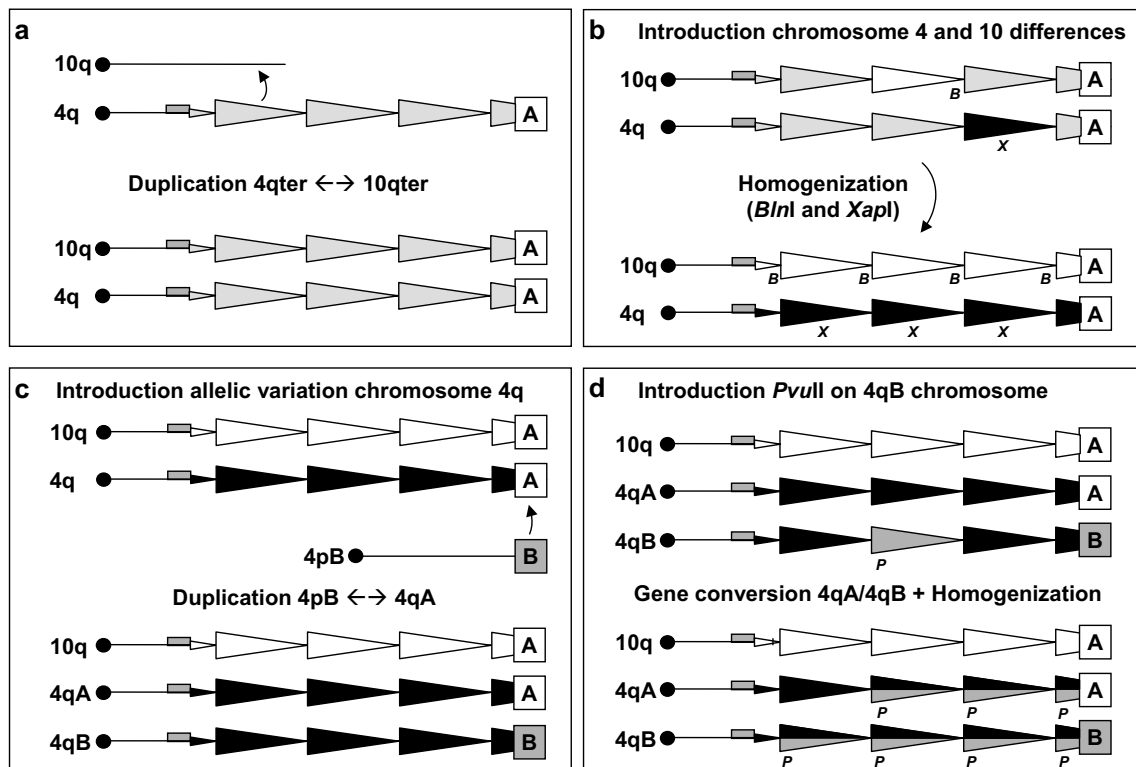 a
10q
4q A
Duplication 4qter ←→ 10qter
10q A
4q A
b Introduction chromosome 4 and 10 differences
10q A
B
4q A
X
Homogenization
(BlnI and XapI)
10q A
B B B B
4q A
X X X
c Introduction allelic variation chromosome 4q
10q A
4q A
4pB B
Duplication 4pB ←→ 4qA
10q A
4qA A
4qB B
d Introduction PvuII on 4qB chromosome
10q A
4qA A
4qB B
P
Gene conversion 4qA/4qB + Homogenization
10q A
4qA A
P P P
4qB B
P P P P